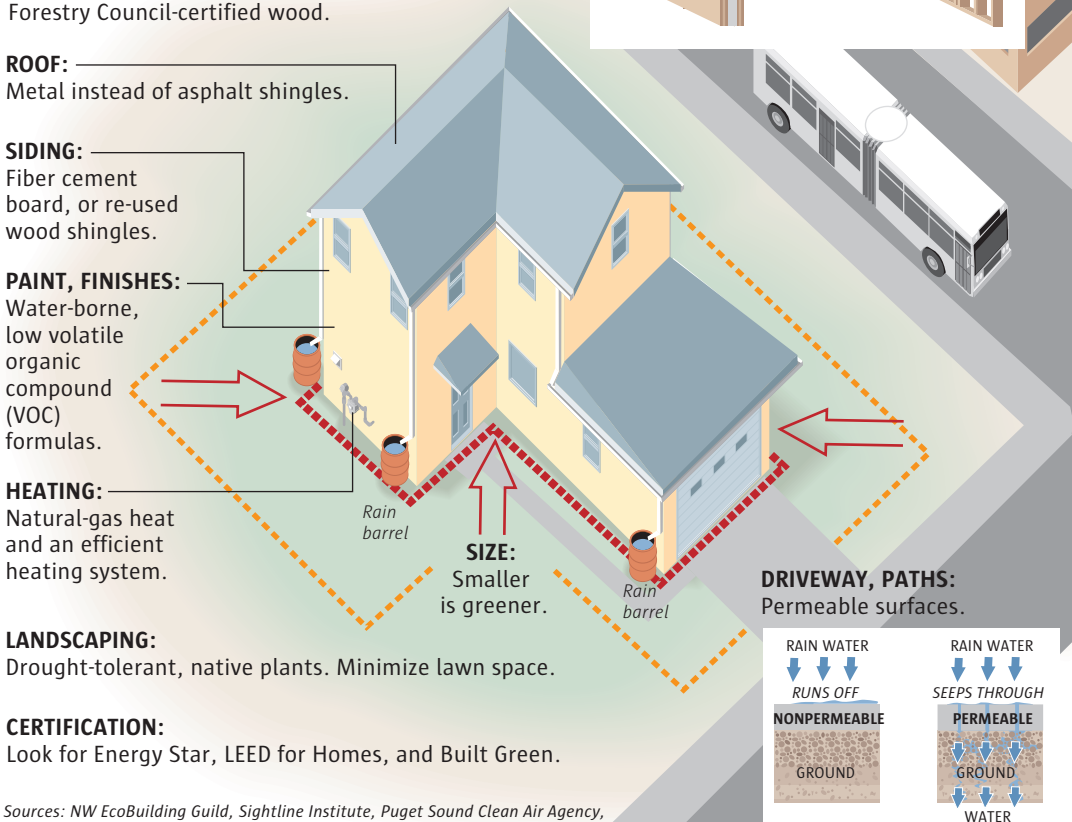 Forestry Council-certified wood.
ROOF:
Metal instead of asphalt shingles.
SIDING:
Fiber cement
board, or re-used
wood shingles.
PAINT, FINISHES:
Water-borne,
low volatile
organic
compound
(VOC)
formulas.
HEATING:
Natural-gas heat
and an efficient
heating system.
Rain
barrel
SIZE:
Smaller
is greener.
Rain
barrel
DRIVEWAY, PATHS:
Permeable surfaces.
LANDSCAPING:
Drought-tolerant, native plants. Minimize lawn space.
CERTIFICATION:
Look for Energy Star, LEED for Homes, and Built Green.
RAIN WATER
RUNS OFF
NONPERMEABLE
GROUND
RAIN WATER
SEEPS THROUGH
PERMEABLE
GROUND
WATER
Sources: NW EcoBuilding Guild, Sightline Institute, Puget Sound Clean Air Agency,